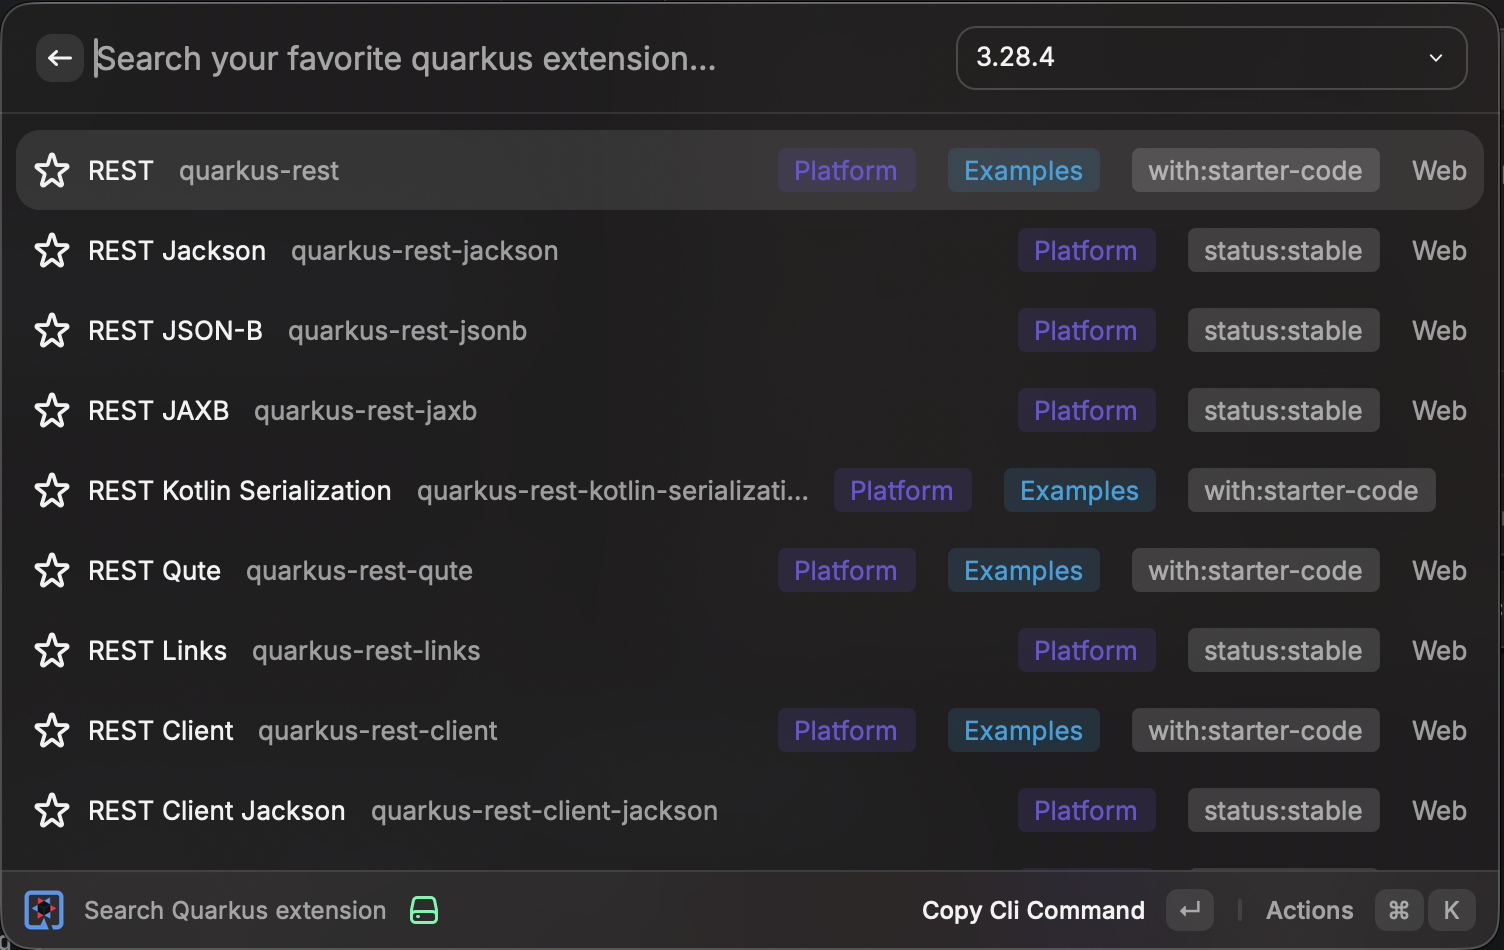 Search your favorite quarkus extension...
3.28.4
REST quarkus-rest Platform Examples with:starter-code Web
REST Jackson quarkus-rest-jackson Platform status:stable Web
REST JSON-B quarkus-rest-jsonb Platform status:stable Web
REST JAXB quarkus-rest-jaxb Platform status:stable Web
REST Kotlin Serialization quarkus-rest-kotlin-serializati... Platform Examples with:starter-code
REST Qute quarkus-rest-qute Platform Examples with:starter-code Web
REST Links quarkus-rest-links Platform status:stable Web
REST Client quarkus-rest-client Platform Examples with:starter-code Web
REST Client Jackson quarkus-rest-client-jackson Platform status:stable Web
Search Quarkus extension Copy Cli Command ↵ Actions ⌘ K